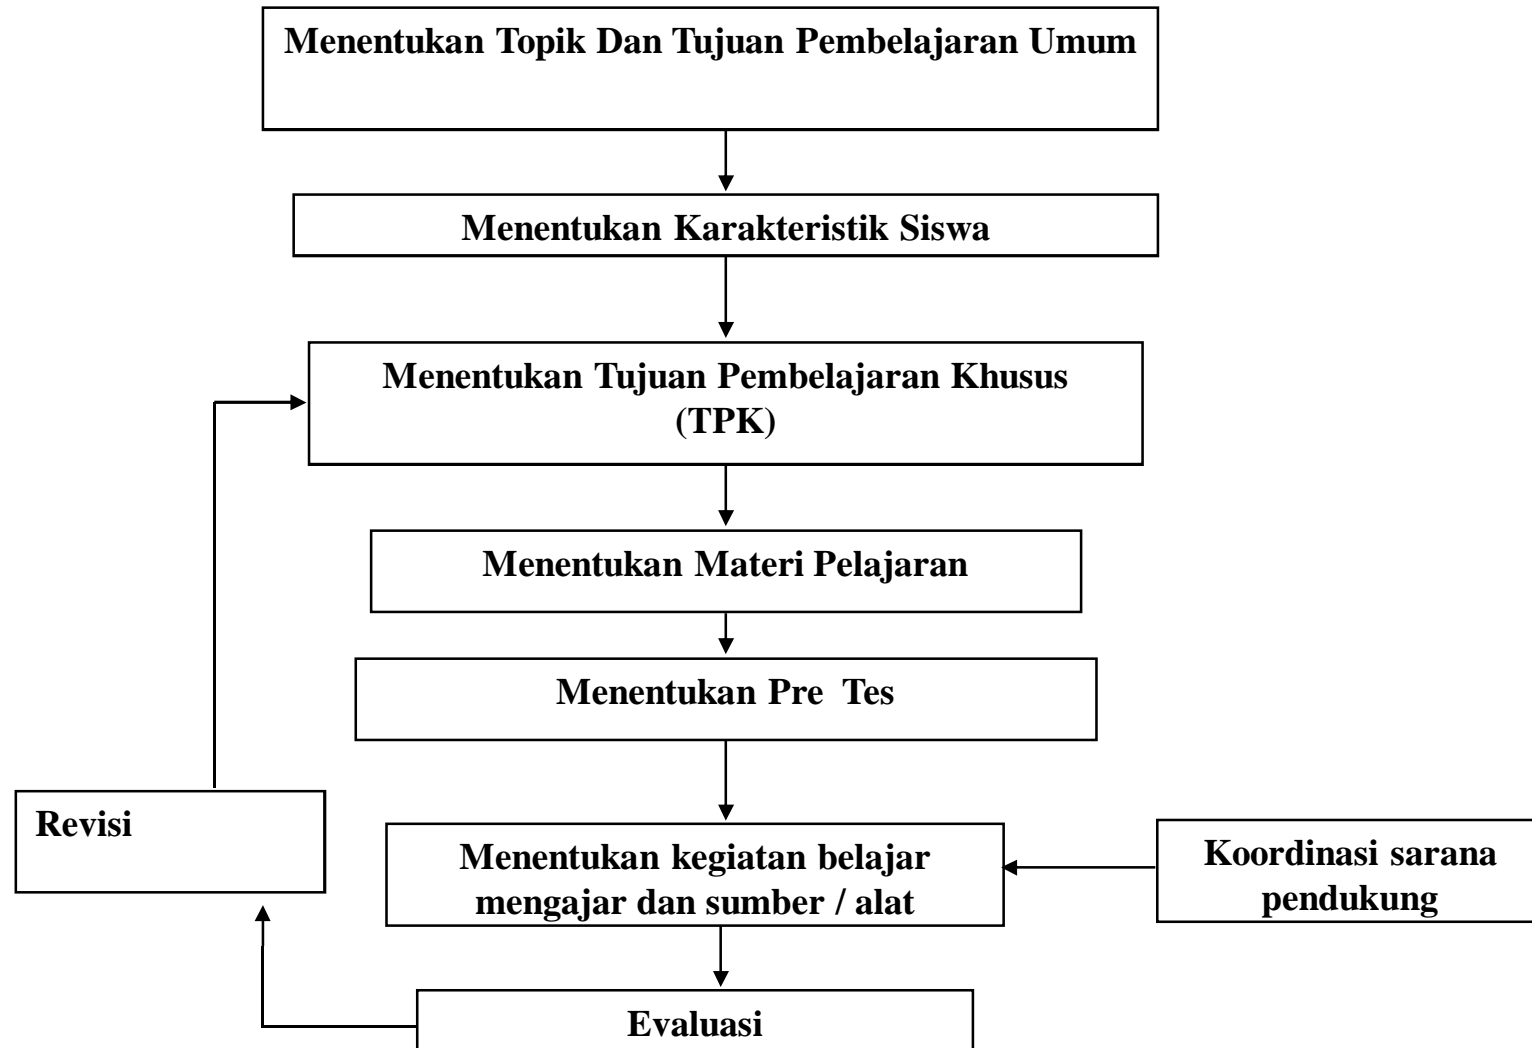 Menentukan Topik Dan Tujuan Pembelajaran Umum
Menentukan Karakteristik Siswa
Menentukan Tujuan Pembelajaran Khusus
(TPK)
Menentukan Materi Pelajaran
Menentukan Pre  Tes
Revisi
Menentukan kegiatan belajar
mengajar dan sumber / alat
Koordinasi sarana
pendukung
Evaluasi